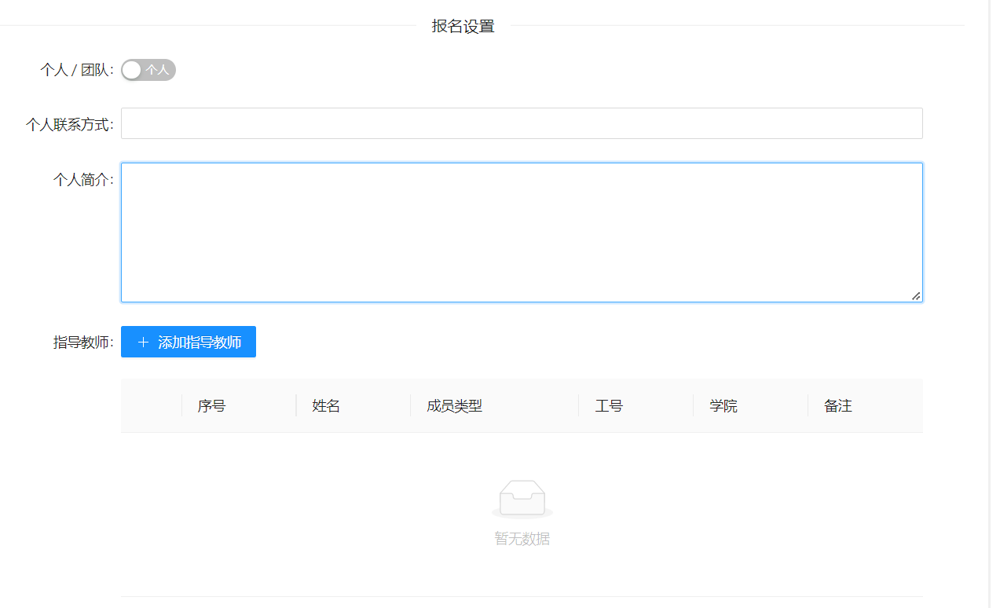 报名设置
个人 / 团队: 个人
个人联系方式:
个人简介:
指导教师: + 添加指导教师
序号 姓名 成员类型 工号 学院 备注
暂无数据